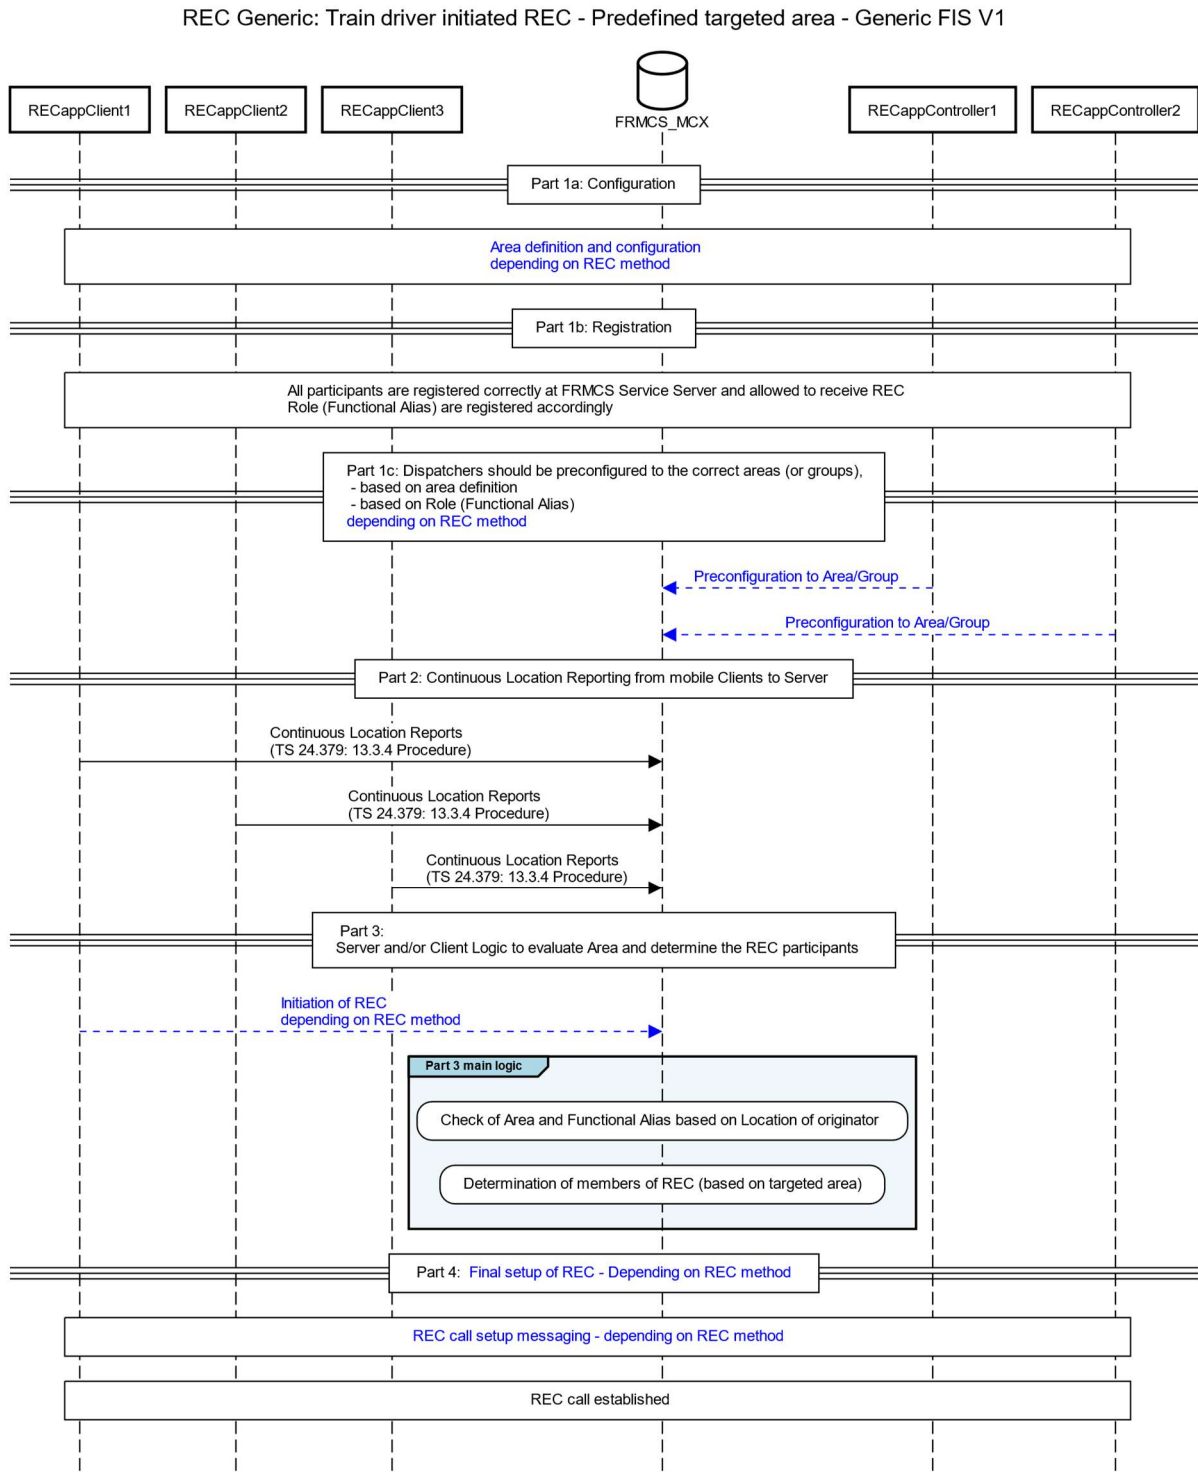 REC Generic: Train driver initiated REC - Predefined targeted area - Generic FIS V1
RECappClient1
RECappClient2
RECappClient3
FRMCS_MCX
RECappController1
RECappController2
Part 1a: Configuration
Area definition and configuration
depending on REC method
Part 1b: Registration
All participants are registered correctly at FRMCS Service Server and allowed to receive REC
Role (Functional Alias) are registered accordingly
Part 1c: Dispatchers should be preconfigured to the correct areas (or groups),
- based on area definition
- based on Role (Functional Alias)
depending on REC method
Preconfiguration to Area/Group
Preconfiguration to Area/Group
Part 2: Continuous Location Reporting from mobile Clients to Server
Continuous Location Reports
(TS 24.379: 13.3.4 Procedure)
Continuous Location Reports
(TS 24.379: 13.3.4 Procedure)
Continuous Location Reports
(TS 24.379: 13.3.4 Procedure)
Part 3:
Server and/or Client Logic to evaluate Area and determine the REC participants
Initiation of REC
depending on REC method
Part 3 main logic
Check of Area and Functional Alias based on Location of originator
Determination of members of REC (based on targeted area)
Part 4: Final setup of REC - Depending on REC method
REC call setup messaging - depending on REC method
REC call established